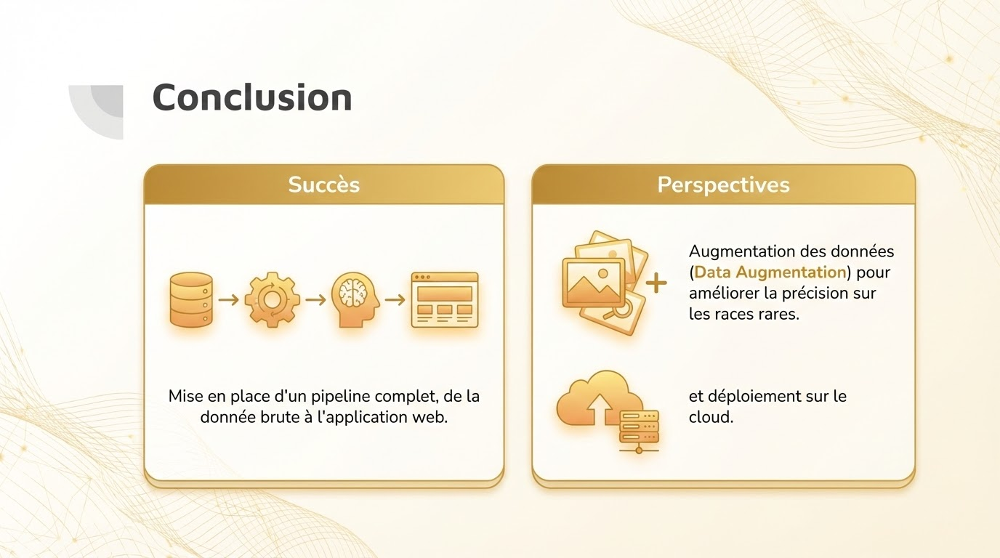 Conclusion
Succès
Mise en place d'un pipeline complet, de la
donnée brute à l'application web.
Perspectives
Augmentation des données
(Data Augmentation) pour
améliorer la précision sur
les races rares.
et déploiement sur le
cloud.